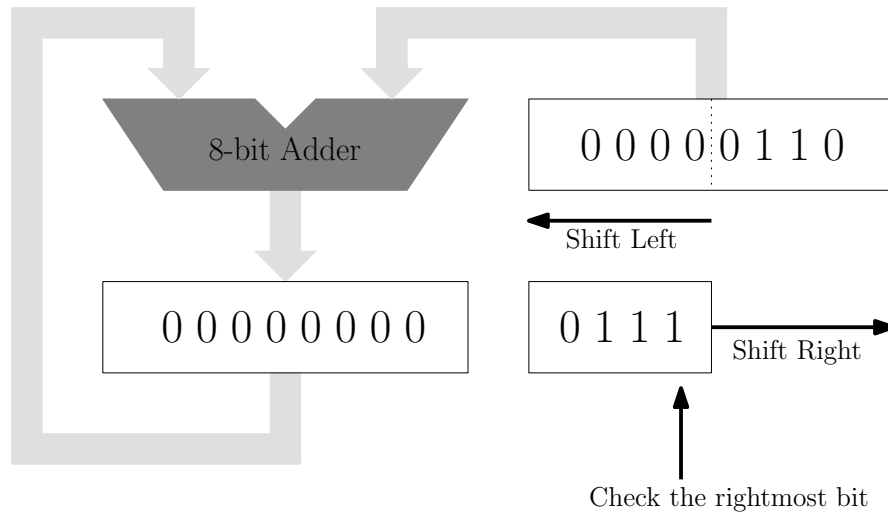 8-bit Adder
0 0 0 0 0 1 1 0
Shift Left
0 0 0 0 0 0 0 0
0 1 1 1
Shift Right
Check the rightmost bit